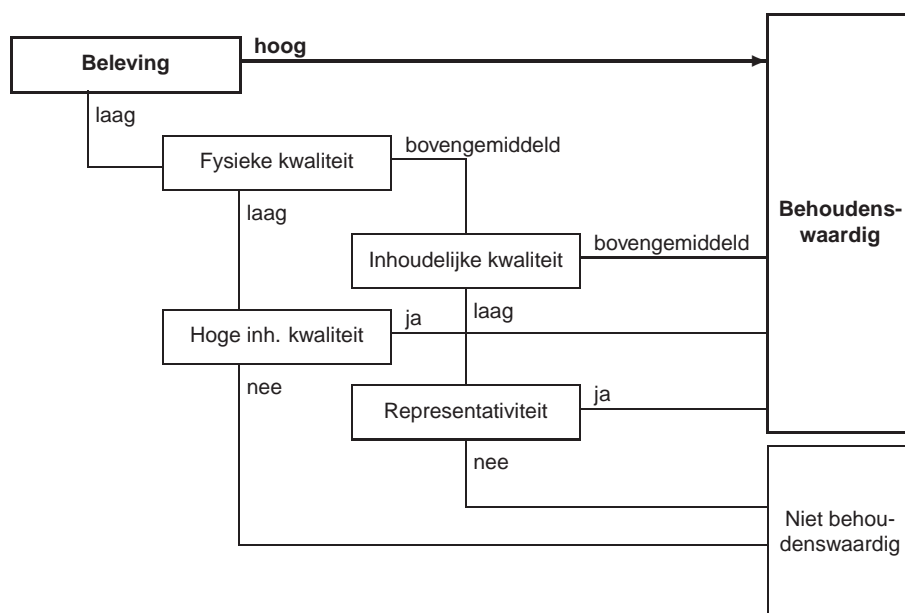 hoog
Beleving
laag
bovengemiddeld
Fysieke kwaliteit
laag
Behoudens-
waardig
bovengemiddeld
Inhoudelijke kwaliteit
laag
ja
Hoge inh. kwaliteit
nee
ja
Representativiteit
nee
Niet behou-
denswaardig